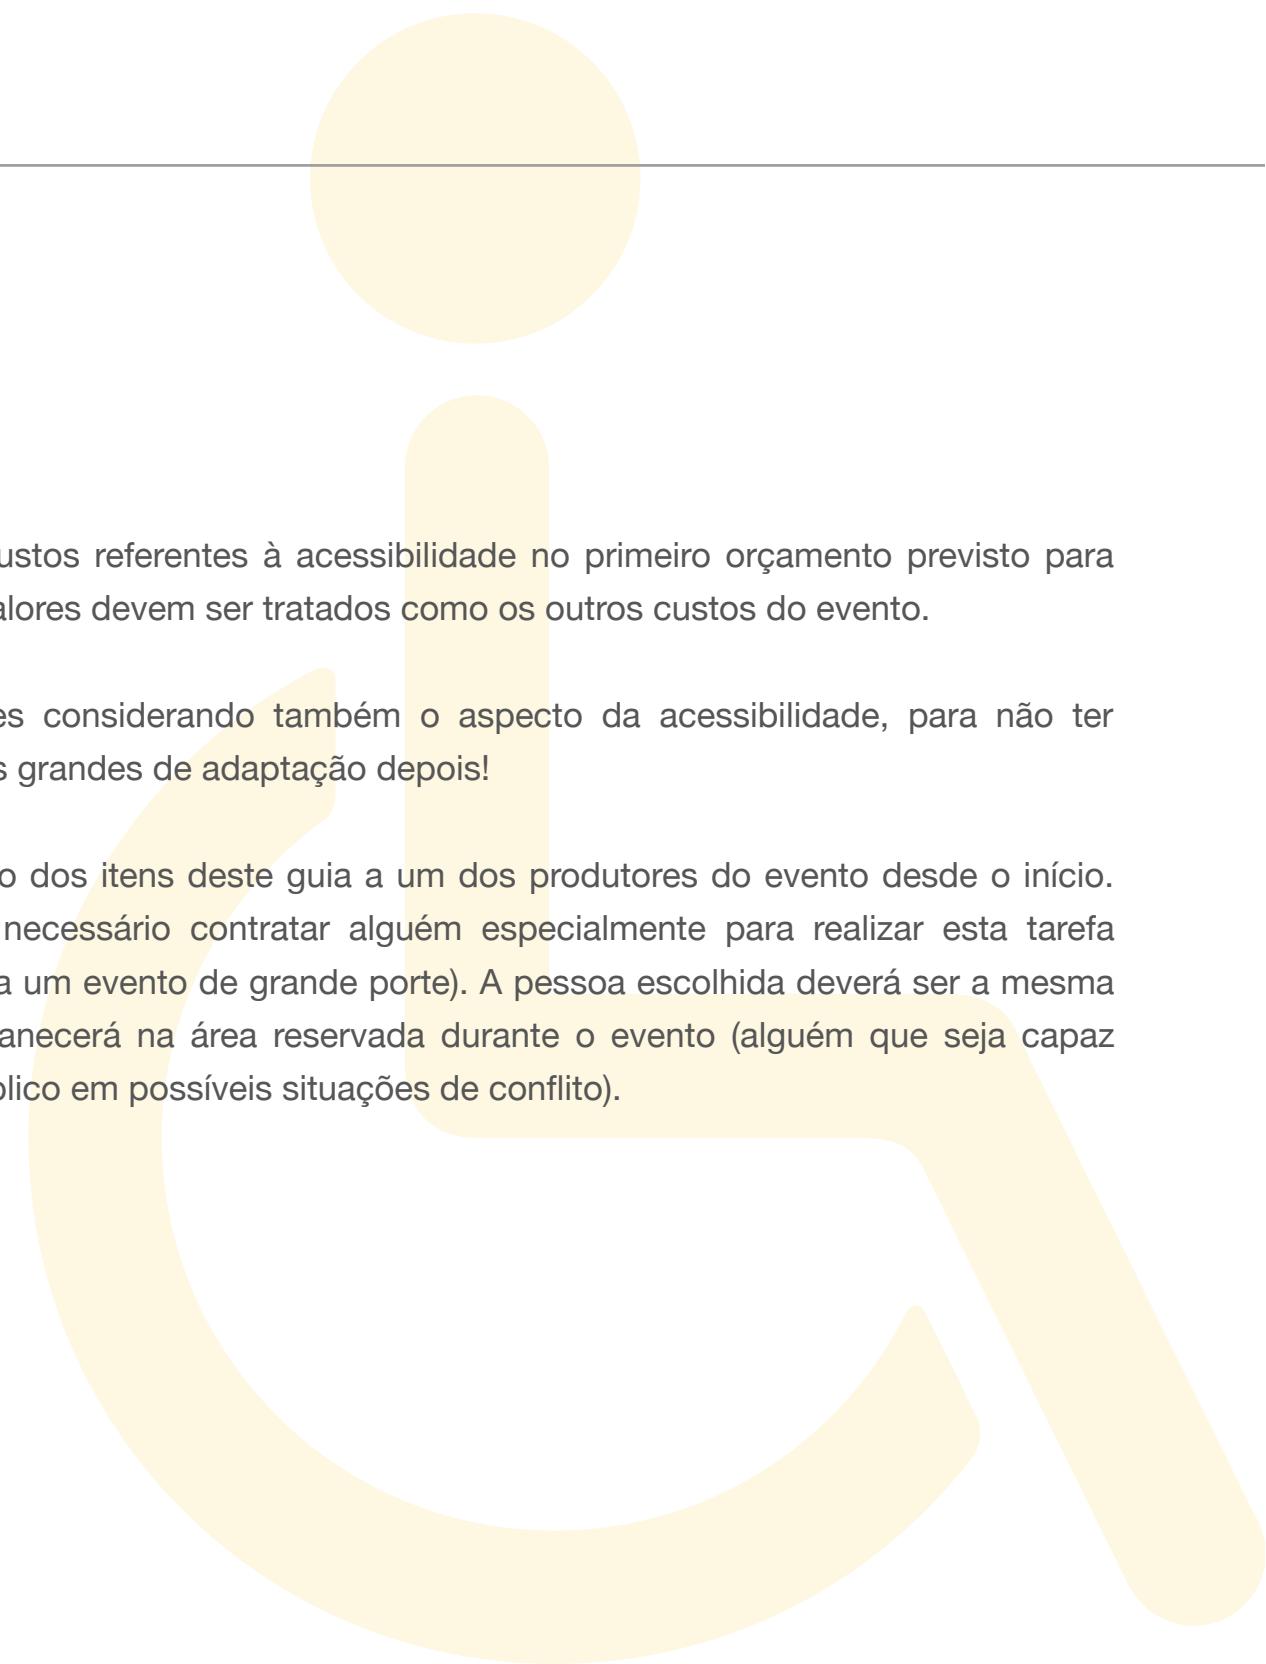 ustos referentes à acessibilidade no primeiro orçamento previsto para
alores devem ser tratados como os outros custos do evento.
es considerando também o aspecto da acessibilidade, para não ter
s grandes de adaptação depois!
o dos itens deste guia a um dos produtores do evento desde o início.
necessário contratar alguém especialmente para realizar esta tarefa
a um evento de grande porte). A pessoa escolhida deverá ser a mesma
anecerá na área reservada durante o evento (alguém que seja capaz
blico em possíveis situações de conflito).